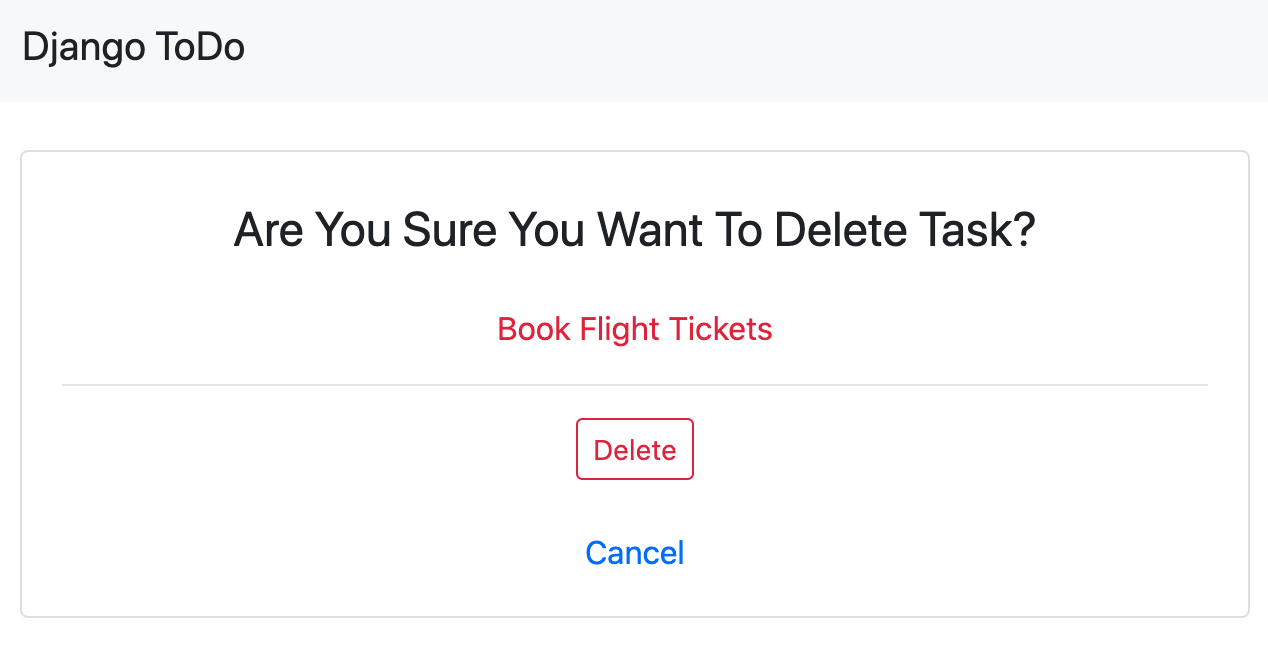 Django ToDo
Are You Sure You Want To Delete Task?
Book Flight Tickets
Delete
Cancel